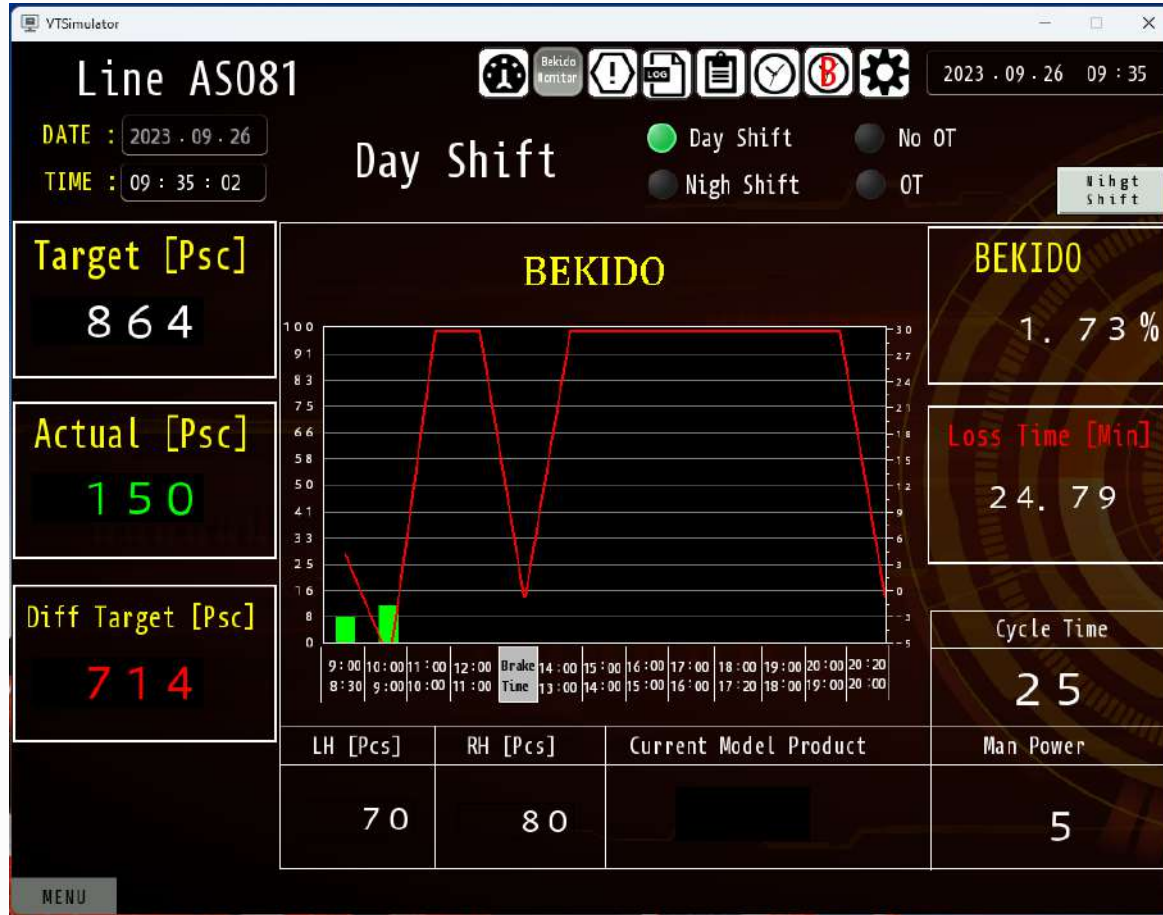 VTSimulator
Line AS081
Bekido
Monitor
LOG
B
2023.09.26 09:35
DATE : 2023.09.26
TIME : 09:35:02
Day Shift
Day Shift
No OT
Nigh Shift
OT
Nihgt
Shift
Target [Psc]
864
Actual [Psc]
150
Diff Target [Psc]
714
BEKIDO
100
91
83
75
66
58
50
41
33
25
16
8
0
30
27
24
21
18
15
12
9
6
3
0
-3
-5
9:00 10:00 11:00 12:00 Brake 14:00 15:00 16:00 17:00 18:00 19:00 20:00 20:20
8:30 9:00 10:00 11:00 Time 13:00 14:00 15:00 16:00 17:20 18:00 19:00 20:00
BEKIDO
1.73%
Loss Time [Min]
24.79
Cycle Time
25
LH [Pcs] RH [Pcs] Current Model Product Man Power
70 80 5
MENU